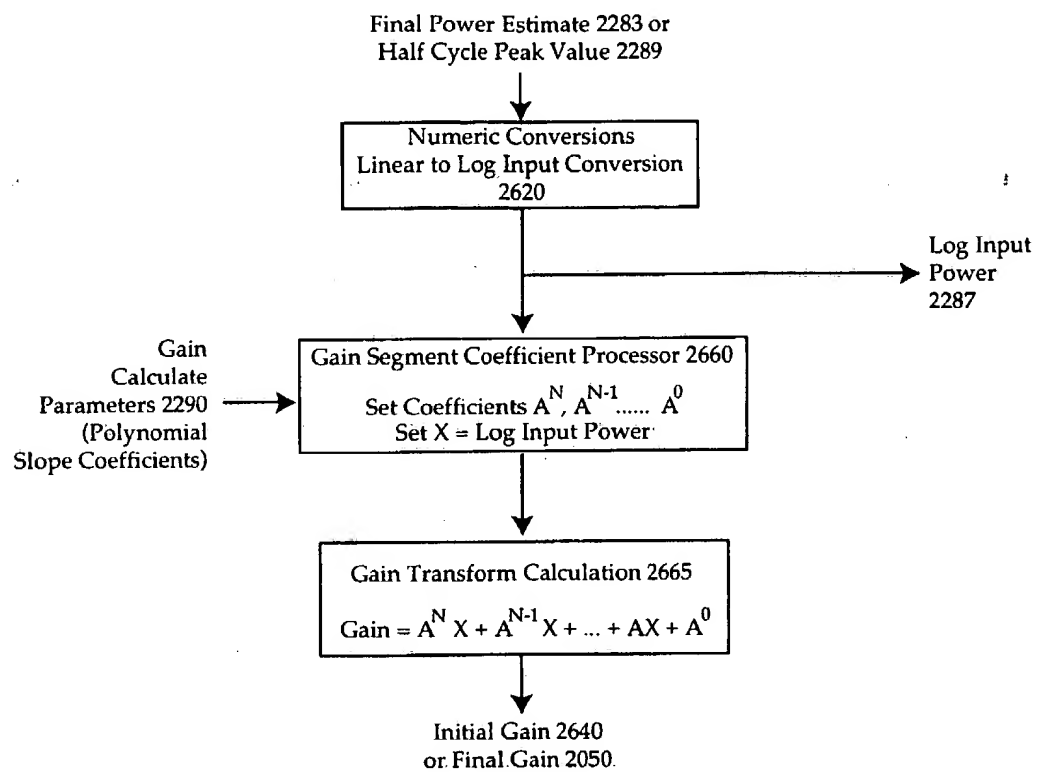 Final Power Estimate 2283 or
Half Cycle Peak Value 2289
Numeric Conversions
Linear to Log Input Conversion
2620
Log Input
Power
2287
Gain
Calculate
Parameters 2290
(Polynomial
Slope Coefficients)
Gain Segment Coefficient Processor 2660
Set Coefficients A^N, A^N-1 ...... A^0
Set X = Log Input Power
Gain Transform Calculation 2665
Gain = A^N X + A^N-1 X + ... + AX + A^0
Initial Gain 2640
or Final Gain 2050